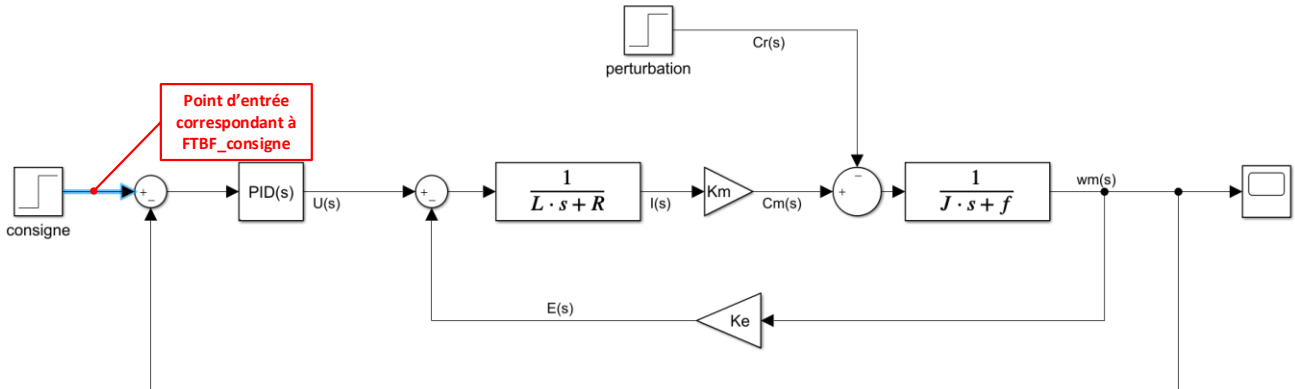 Cr(s)
perturbation
Point d’entrée
correspondant à
FTBF_consigne
consigne
+
−
PID(s)
U(s)
+
−
1
L · s + R
I(s)
Km
Cm(s)
+
−
1
J · s + f
wm(s)
E(s)
Ke